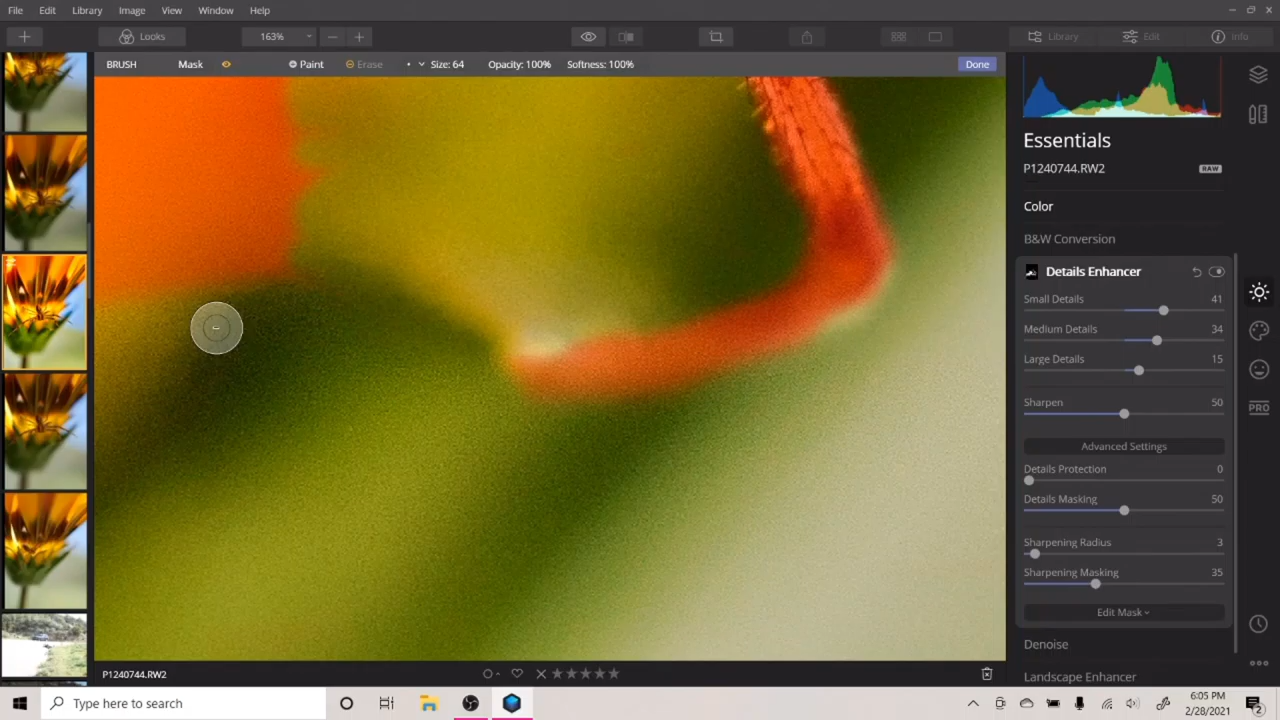 File Edit Library Image View Window Help
Looks 163% Library Edit Info
BRUSH Mask Paint Erase Size: 64 Opacity: 100% Softness: 100% Done
Essentials
P1240744.RW2 RAW
Color
B&W Conversion
Details Enhancer
Small Details 41
Medium Details 34
Large Details 15
Sharpen 50
Advanced Settings
Details Protection 0
Details Masking 50
Sharpening Radius 3
Sharpening Masking 35
Edit Mask
Denoise
Landscape Enhancer
PRO
P1240744.RW2
Type here to search
6:05 PM
2/28/2021
2